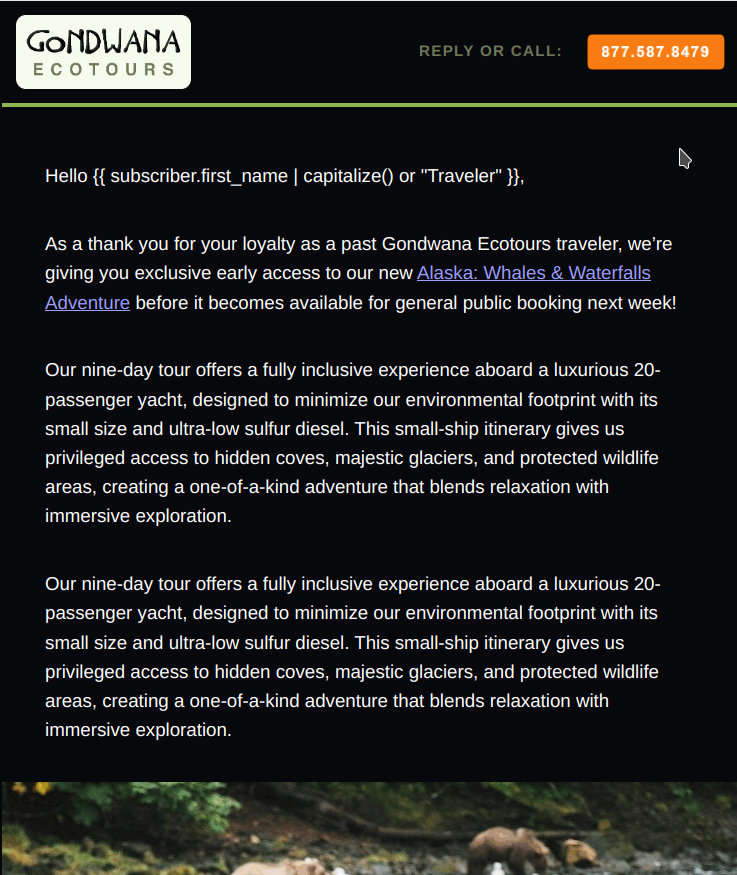 GONDWANA
ECOTOURS
REPLY OR CALL:
877.587.8479
Hello {{ subscriber.first_name | capitalize() or "Traveler" }},
As a thank you for your loyalty as a past Gondwana Ecotours traveler, we’re
giving you exclusive early access to our new Alaska: Whales & Waterfalls
Adventure before it becomes available for general public booking next week!
Our nine-day tour offers a fully inclusive experience aboard a luxurious 20-
passenger yacht, designed to minimize our environmental footprint with its
small size and ultra-low sulfur diesel. This small-ship itinerary gives us
privileged access to hidden coves, majestic glaciers, and protected wildlife
areas, creating a one-of-a-kind adventure that blends relaxation with
immersive exploration.
Our nine-day tour offers a fully inclusive experience aboard a luxurious 20-
passenger yacht, designed to minimize our environmental footprint with its
small size and ultra-low sulfur diesel. This small-ship itinerary gives us
privileged access to hidden coves, majestic glaciers, and protected wildlife
areas, creating a one-of-a-kind adventure that blends relaxation with
immersive exploration.